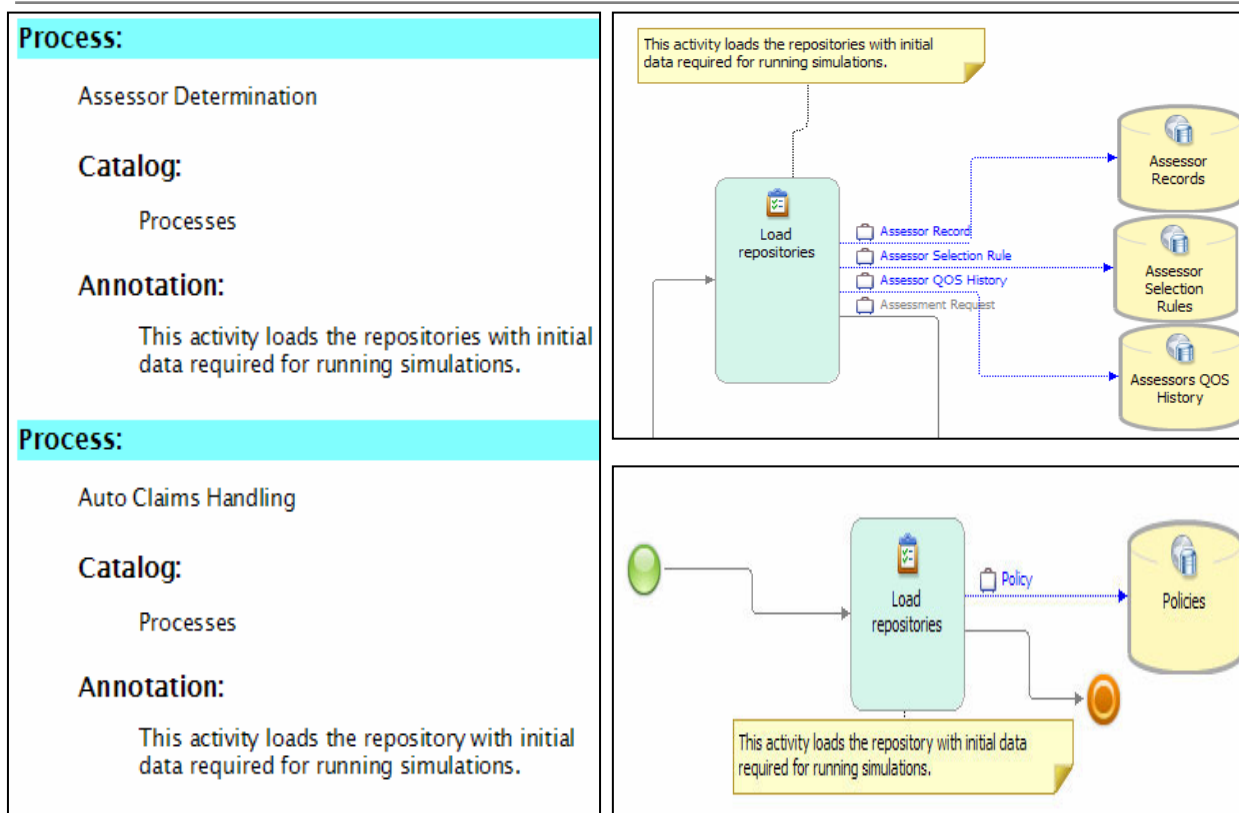 Process:
Assessor Determination
Catalog:
Processes
Annotation:
This activity loads the repositories with initial
data required for running simulations.
Process:
Auto Claims Handling
Catalog:
Processes
Annotation:
This activity loads the repository with initial
data required for running simulations.
This activity loads the repositories with initial
data required for running simulations.
Load
repositories
Assessor Record
Assessor Selection Rule
Assessor QOS History
Assessment Request
Assessor
Records
Assessor
Selection
Rules
Assessors QOS
History
Load
repositories
Policy
Policies
This activity loads the repository with initial data
required for running simulations.